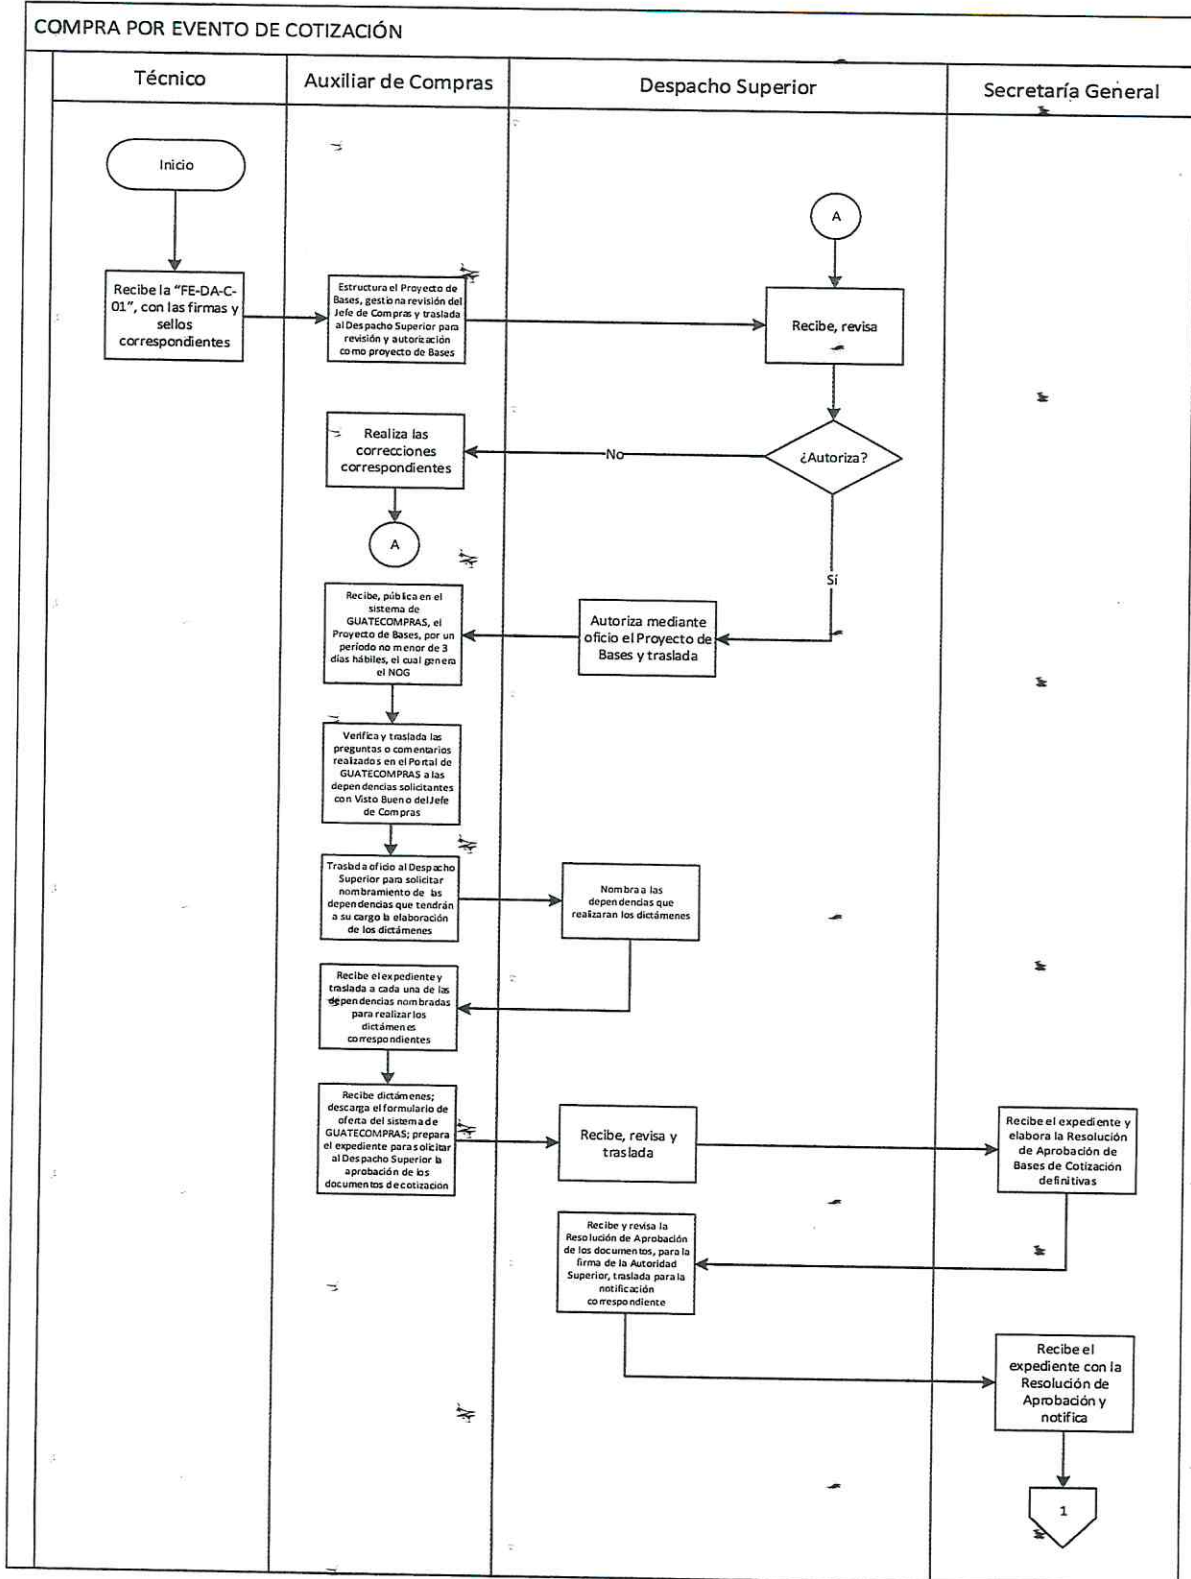 COMPRA POR EVENTO DE COTIZACIÓN
Técnico
Auxiliar de Compras
Despacho Superior
Secretaría General
Inicio
A
Recibe la "FE-DA-C-
01", con las firmas y
sellos
correspondientes
Estructura el Proyecto de
Bases, gestiona revisión del
Jefe de Compras y traslada
al Despacho Superior para
revisión y autorización
como proyecto de Bases
Recibe, revisa
¿Autoriza?
No
Realiza las
correcciones
correspondientes
A
Sí
Autoriza mediante
oficio el Proyecto de
Bases y traslada
Recibe, pública en el
sistema de
GUATECOMPRAS, el
Proyecto de Bases, por un
período no menor de 3
días hábiles, el cual genera
el NOG
Verifica y traslada las
preguntas o comentarios
realizados en el Portal de
GUATECOMPRAS a las
dependencias solicitantes
con Visto Bueno del Jefe
de Compras
Traslada oficio al Despacho
Superior para solicitar
nombramiento de las
dependencias que tendrán
a su cargo la elaboración
de los dictámenes
Nombra a las
dependencias que
realizaran los dictámenes
Recibe el expediente y
traslada a cada una de las
dependencias nombradas
para realizar los
dictámenes
correspondientes
Recibe dictámenes;
descarga el formulario de
oferta del sistema de
GUATECOMPRAS; prepara
el expediente para solicitar
al Despacho Superior la
aprobación de los
documentos de cotizacion
Recibe, revisa y
traslada
Recibe el expediente y
elabora la Resolución
de Aprobación de
Bases de Cotización
definitivas
Recibe y revisa la
Resolución de Aprobación
de los documentos, para la
firma de la Autoridad
Superior, traslada para la
notificación
correspondiente
Recibe el
expediente con la
Resolución de
Aprobación y
notifica
1